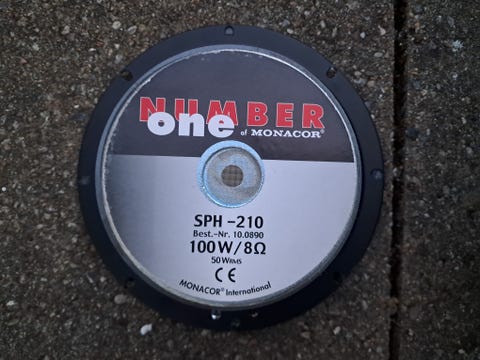 NUMBER
one of MONACOR®
SPH -210
Best.-Nr. 10.0890
100W/8Ω
50WRMS
CE
MONACOR® International